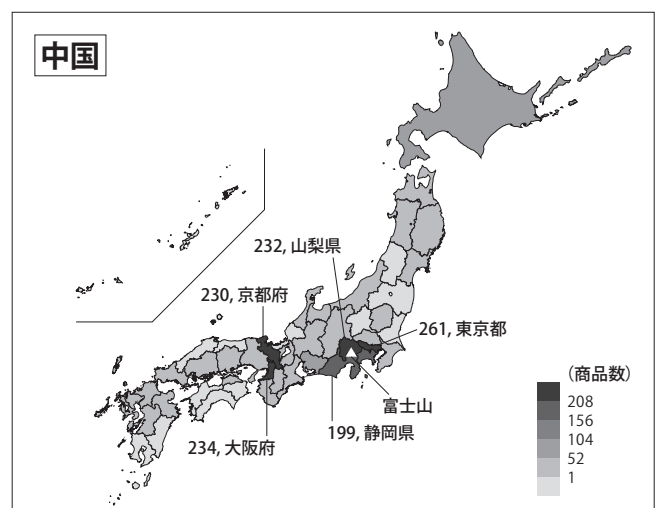 中国
232, 山梨県
230, 京都府
261, 東京都
富士山
199, 静岡県
234, 大阪府
（商品数）
208
156
104
52
1